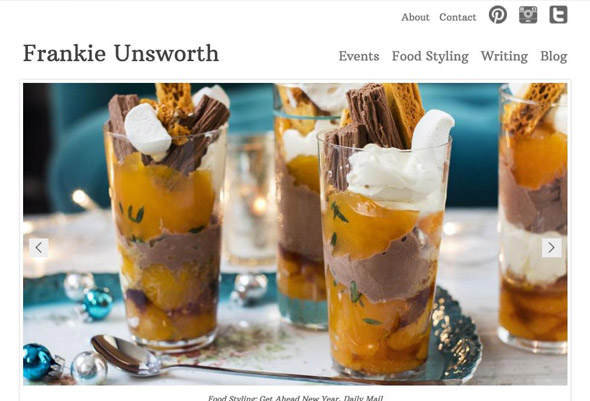 About Contact
Frankie Unsworth
Events Food Styling Writing Blog
Food Styling: Get Ahead New Year, Daily Mail